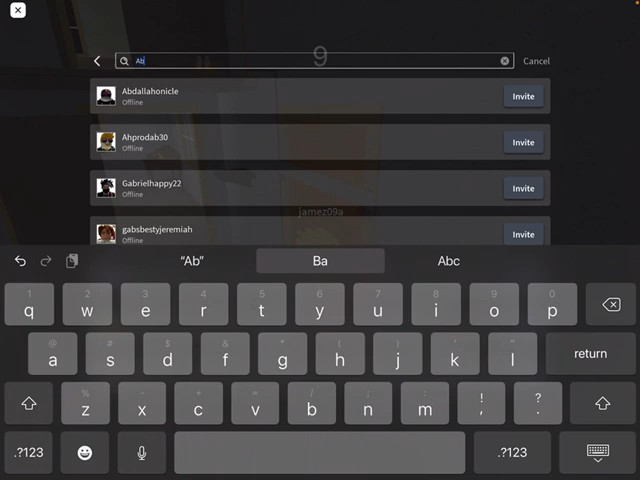 9
Ab
Cancel
Abdallahonicle
Offline
Invite
Ahprodab30
Offline
Invite
Gabrielhappy22
Offline
Invite
jamez09a
gabsbestyjeremiah
Offline
Invite
"Ab"
Ba
Abc
1 2 3 4 5 6 7 8 9 0
q w e r t y u i o p
@ # $ & * ( ) ' "
a s d f g h j k l return
% - + = / ; :
z x c v b n m ! , ? .
.?123 .?123